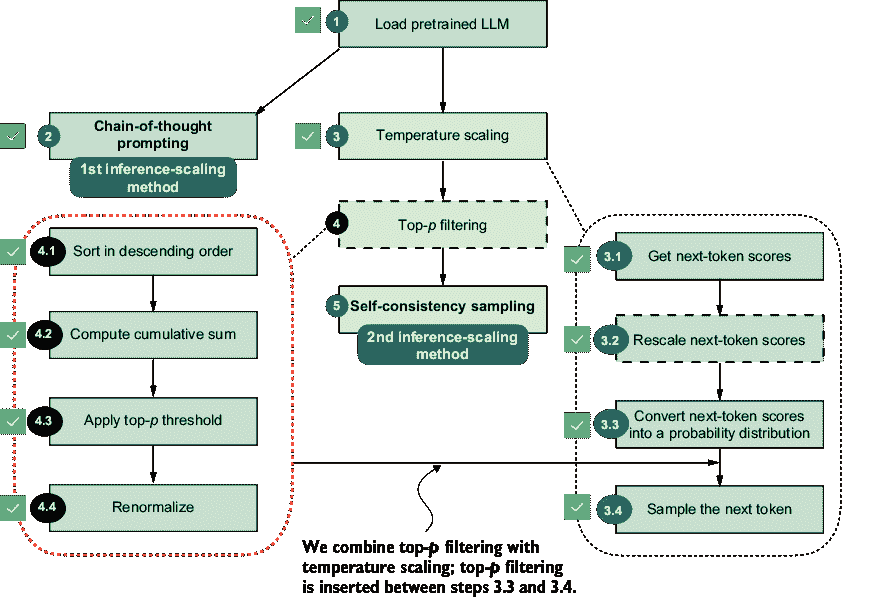 1 Load pretrained LLM
2 Chain-of-thought
prompting
1st inference-scaling
method
3 Temperature scaling
4 Top-p filtering
5 Self-consistency sampling
2nd inference-scaling
method
4.1 Sort in descending order
4.2 Compute cumulative sum
4.3 Apply top-p threshold
4.4 Renormalize
3.1 Get next-token scores
3.2 Rescale next-token scores
3.3 Convert next-token scores
into a probability distribution
3.4 Sample the next token
We combine top-p filtering with
temperature scaling; top-p filtering
is inserted between steps 3.3 and 3.4.